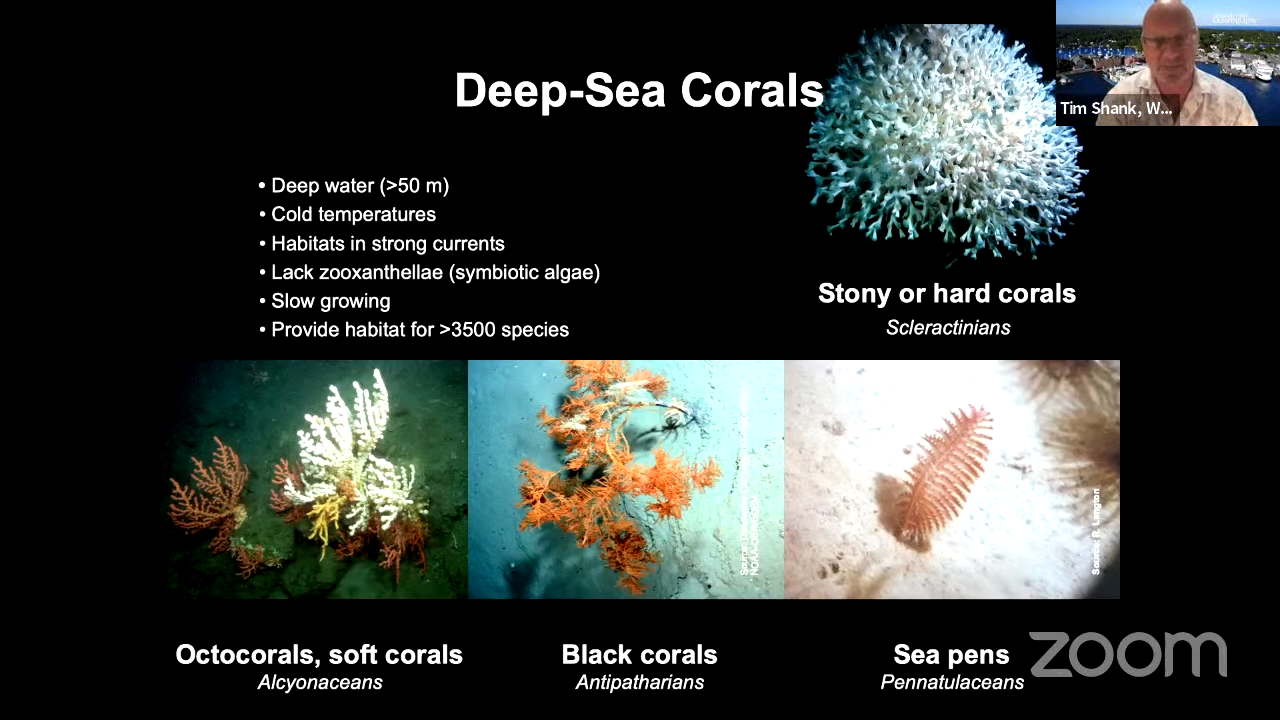 Deep-Sea Corals
Tim Shank, W...
• Deep water (>50 m)
• Cold temperatures
• Habitats in strong currents
• Lack zooxanthellae (symbiotic algae)
• Slow growing
• Provide habitat for >3500 species
Stony or hard corals
Scleractinians
Source: R. Langton
Octocorals, soft corals
Alcyonaceans
Black corals
Antipatharians
Sea pens
Pennatulaceans
zoom